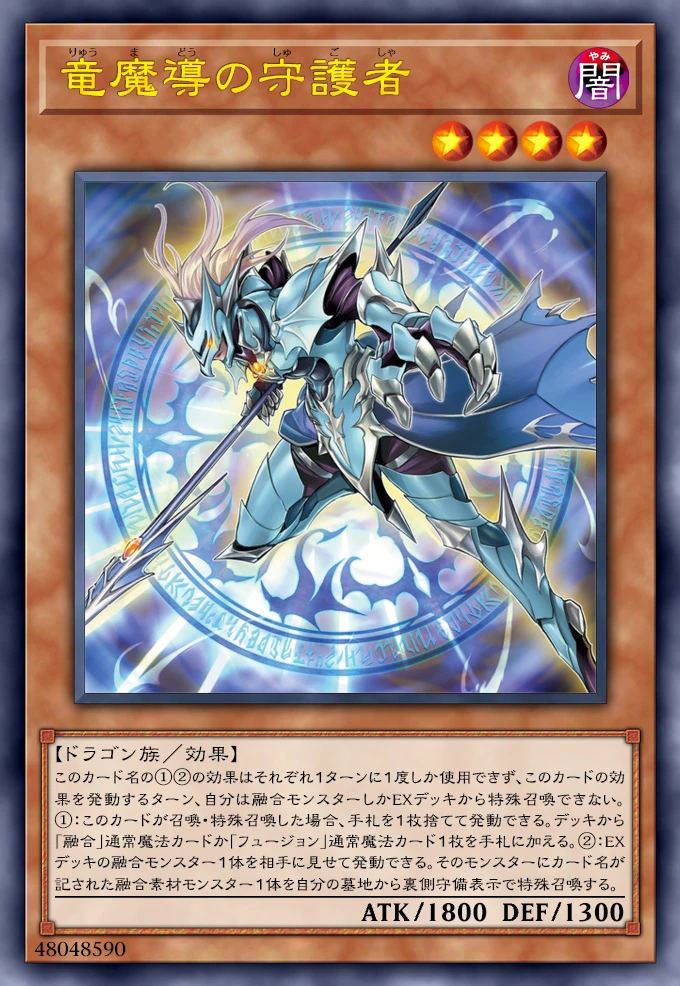 りゅう ま どう しゅ ご しゃ
竜魔導の守護者
やみ
闇
【ドラゴン族／効果】
このカード名の①②の効果はそれぞれ1ターンに1度しか使用できず、このカードの効
果を発動するターン、自分は融合モンスターしかEXデッキから特殊召喚できない。
①：このカードが召喚・特殊召喚した場合、手札を1枚捨てて発動できる。デッキから
「融合」通常魔法カードか「フュージョン」通常魔法カード1枚を手札に加える。②：EX
デッキの融合モンスター1体を相手に見せて発動できる。そのモンスターにカード名が
記された融合素材モンスター1体を自分の墓地から裏側守備表示で特殊召喚する。
ATK/1800 DEF/1300
48048590